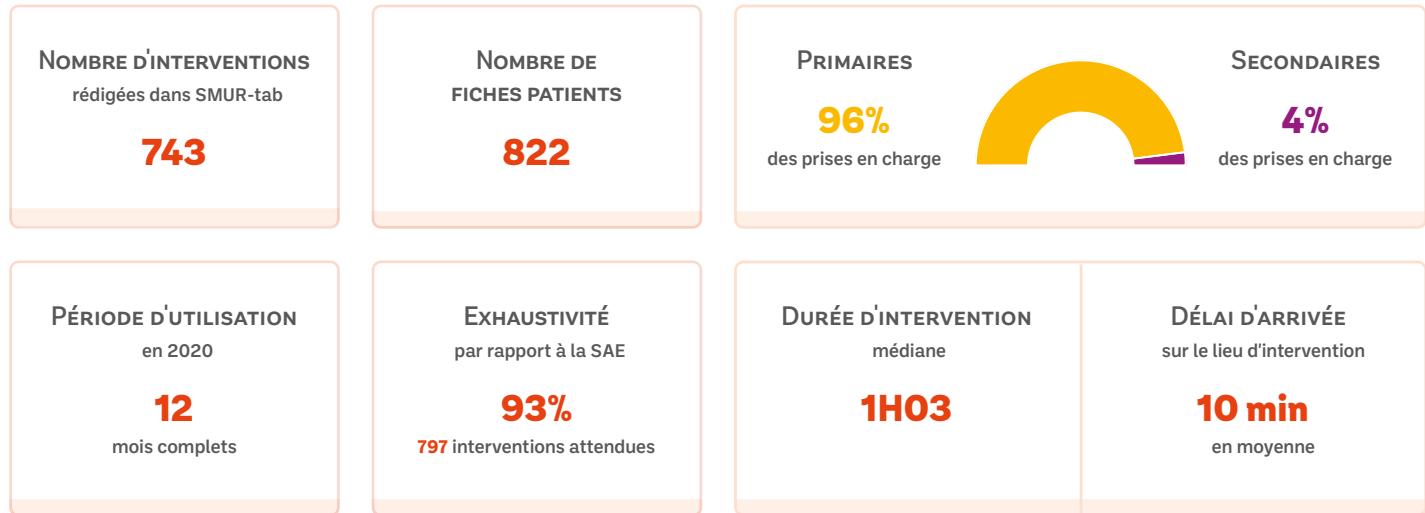 NOMBRE D'INTERVENTIONS
rédigées dans SMUR-tab
743
NOMBRE DE
FICHES PATIENTS
822
PRIMAIRES
96%
des prises en charge
SECONDAIRES
4%
des prises en charge
PÉRIODE D'UTILISATION
en 2020
12
mois complets
EXHAUSTIVITÉ
par rapport à la SAE
93%
797 interventions attendues
DURÉE D'INTERVENTION
médiane
1H03
DÉLAI D'ARRIVÉE
sur le lieu d'intervention
10 min
en moyenne